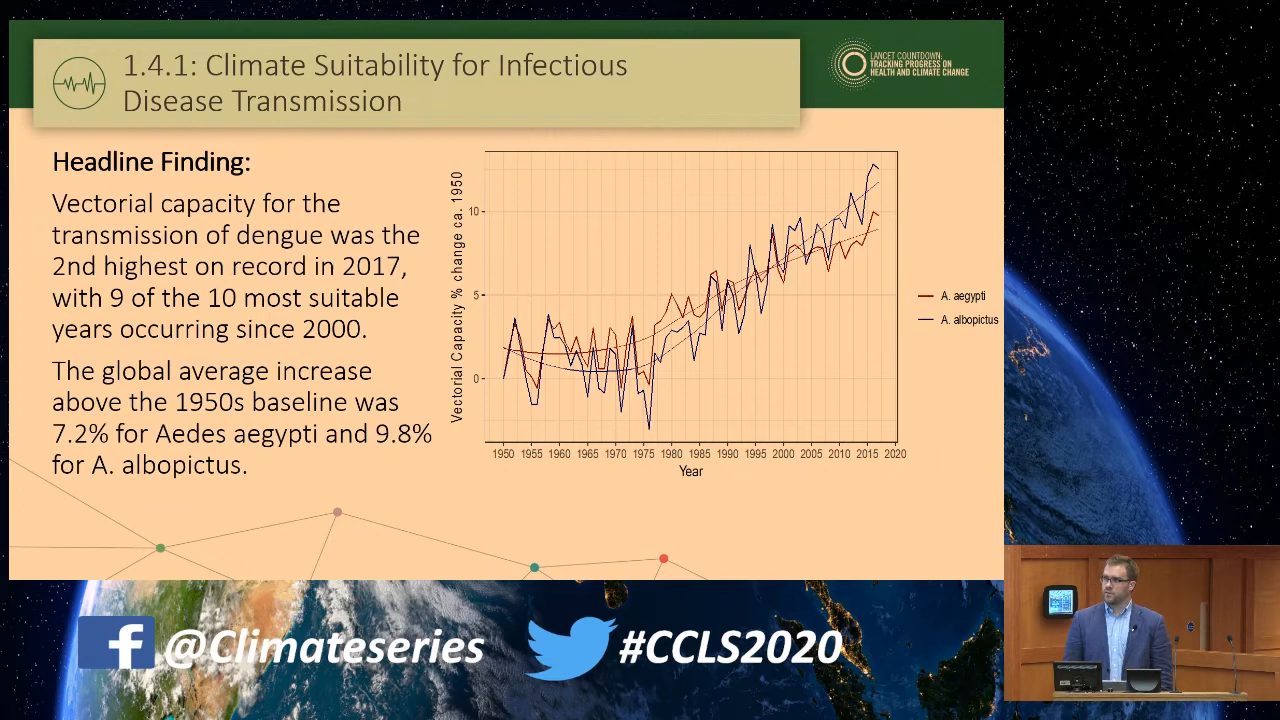 1.4.1: Climate Suitability for Infectious
Disease Transmission
LANCET COUNTDOWN:
TRACKING PROGRESS ON
HEALTH AND CLIMATE CHANGE
Headline Finding:
Vectorial capacity for the
transmission of dengue was the
2nd highest on record in 2017,
with 9 of the 10 most suitable
years occurring since 2000.
The global average increase
above the 1950s baseline was
7.2% for Aedes aegypti and 9.8%
for A. albopictus.
Vectorial Capacity % change ca. 1950
10
5
0
1950 1955 1960 1965 1970 1975 1980 1985 1990 1995 2000 2005 2010 2015 2020
Year
A. aegypti
A. albopictus
f @Climateseries
#CCLS2020